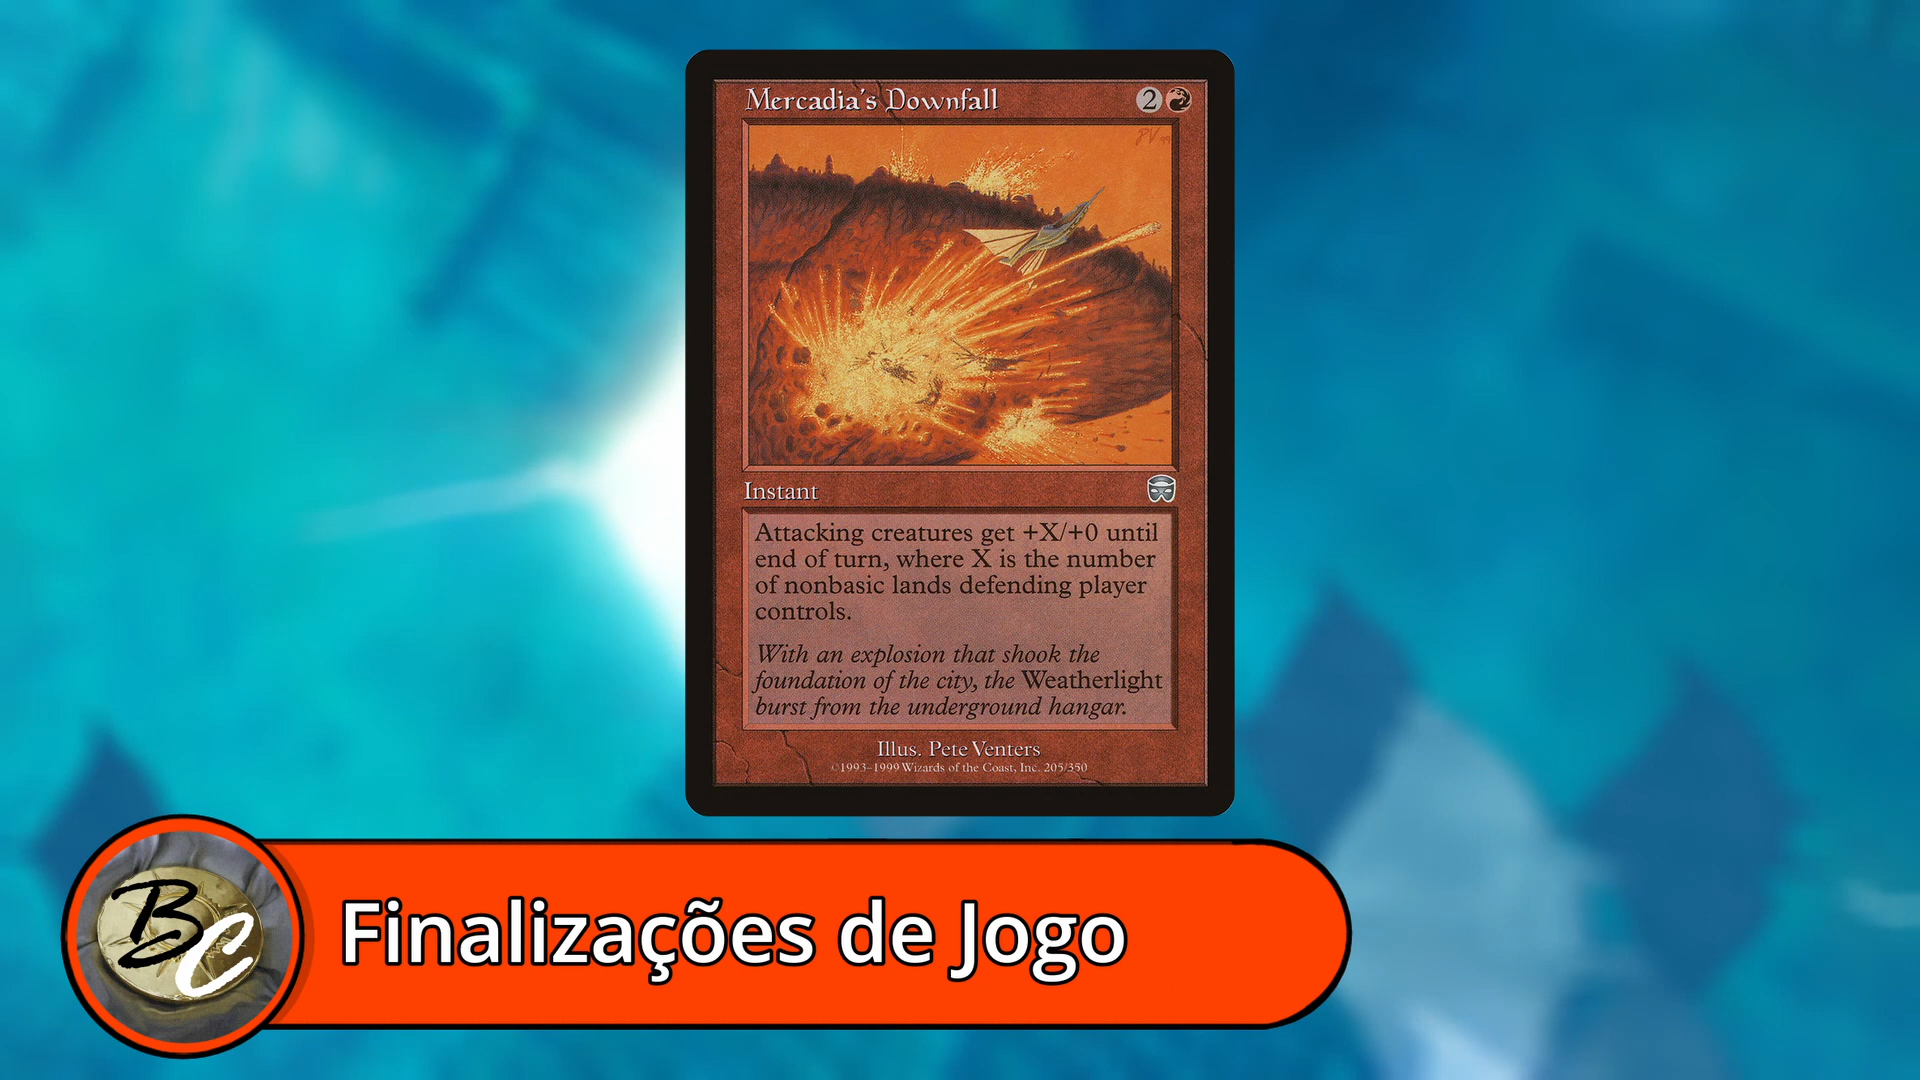 Mercadia's Downfall 2
PV
Instant
Attacking creatures get +X/+0 until
end of turn, where X is the number
of nonbasic lands defending player
controls.
With an explosion that shook the
foundation of the city, the Weatherlight
burst from the underground hangar.
Illus. Pete Venters
©1993–1999 Wizards of the Coast, Inc. 205/350
BC
Finalizações de Jogo